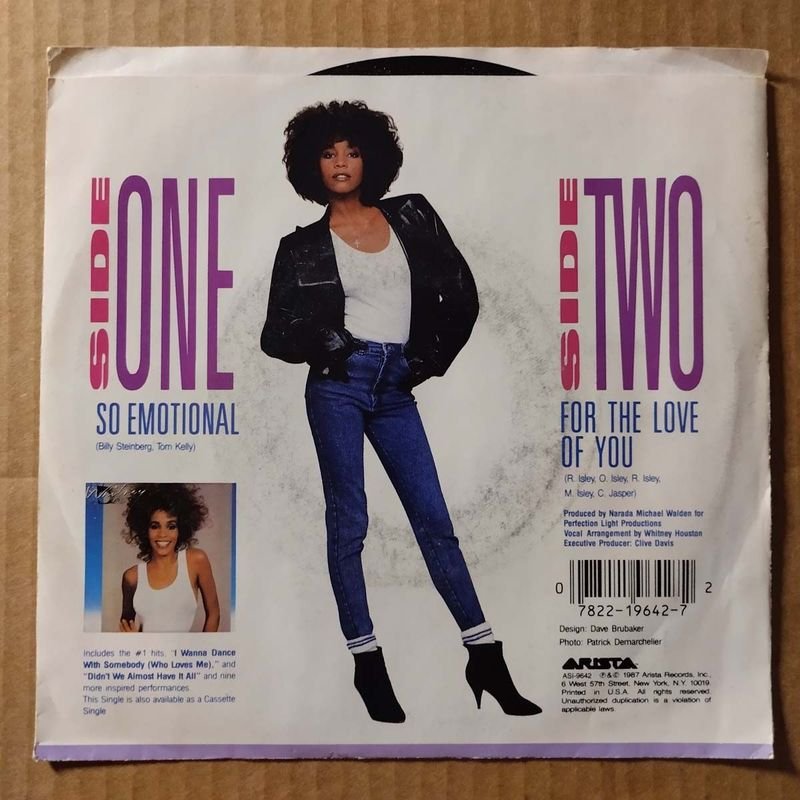 SIDE ONE
SO EMOTIONAL
(Billy Steinberg, Tom Kelly)
Whitney
Includes the #1 hits, "I Wanna Dance
With Somebody (Who Loves Me)," and
"Didn't We Almost Have It All" and nine
more inspired performances.
This Single is also available as a Cassette
Single
SIDE TWO
FOR THE LOVE
OF YOU
(R. Isley, O. Isley, R. Isley,
M. Isley, C. Jasper)
Produced by Narada Michael Walden for
Perfection Light Productions
Vocal Arrangement by Whitney Houston
Executive Producer: Clive Davis
0 7822-19642-7 2
Design: Dave Brubaker
Photo: Patrick Demarchelier
ARISTA
AS1-9642 ℗&© 1987 Arista Records, Inc.,
6 West 57th Street, New York, N.Y. 10019.
Printed in U.S.A. All rights reserved.
Unauthorized duplication is a violation of
applicable laws.